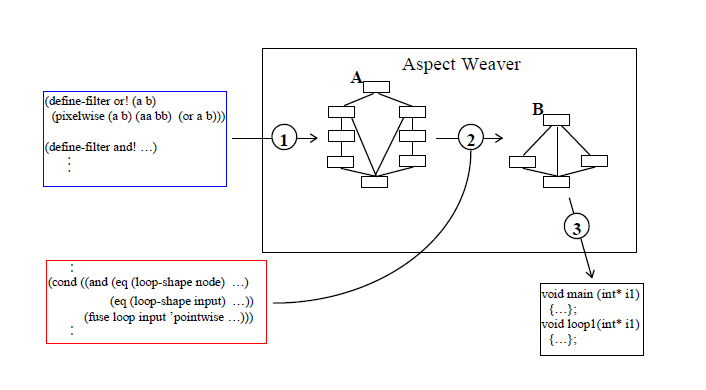 Aspect Weaver
A
B
(define-filter or! (a b)
(pixelwise (a b) (aa bb) (or a b)))
(define-filter and! …)
⋮
1
2
3
⋮
(cond ((and (eq (loop-shape node) …)
(eq (loop-shape input) …))
(fuse loop input ’pointwise …)))
⋮
void main (int* i1)
{…};
void loop1(int* i1)
{…};